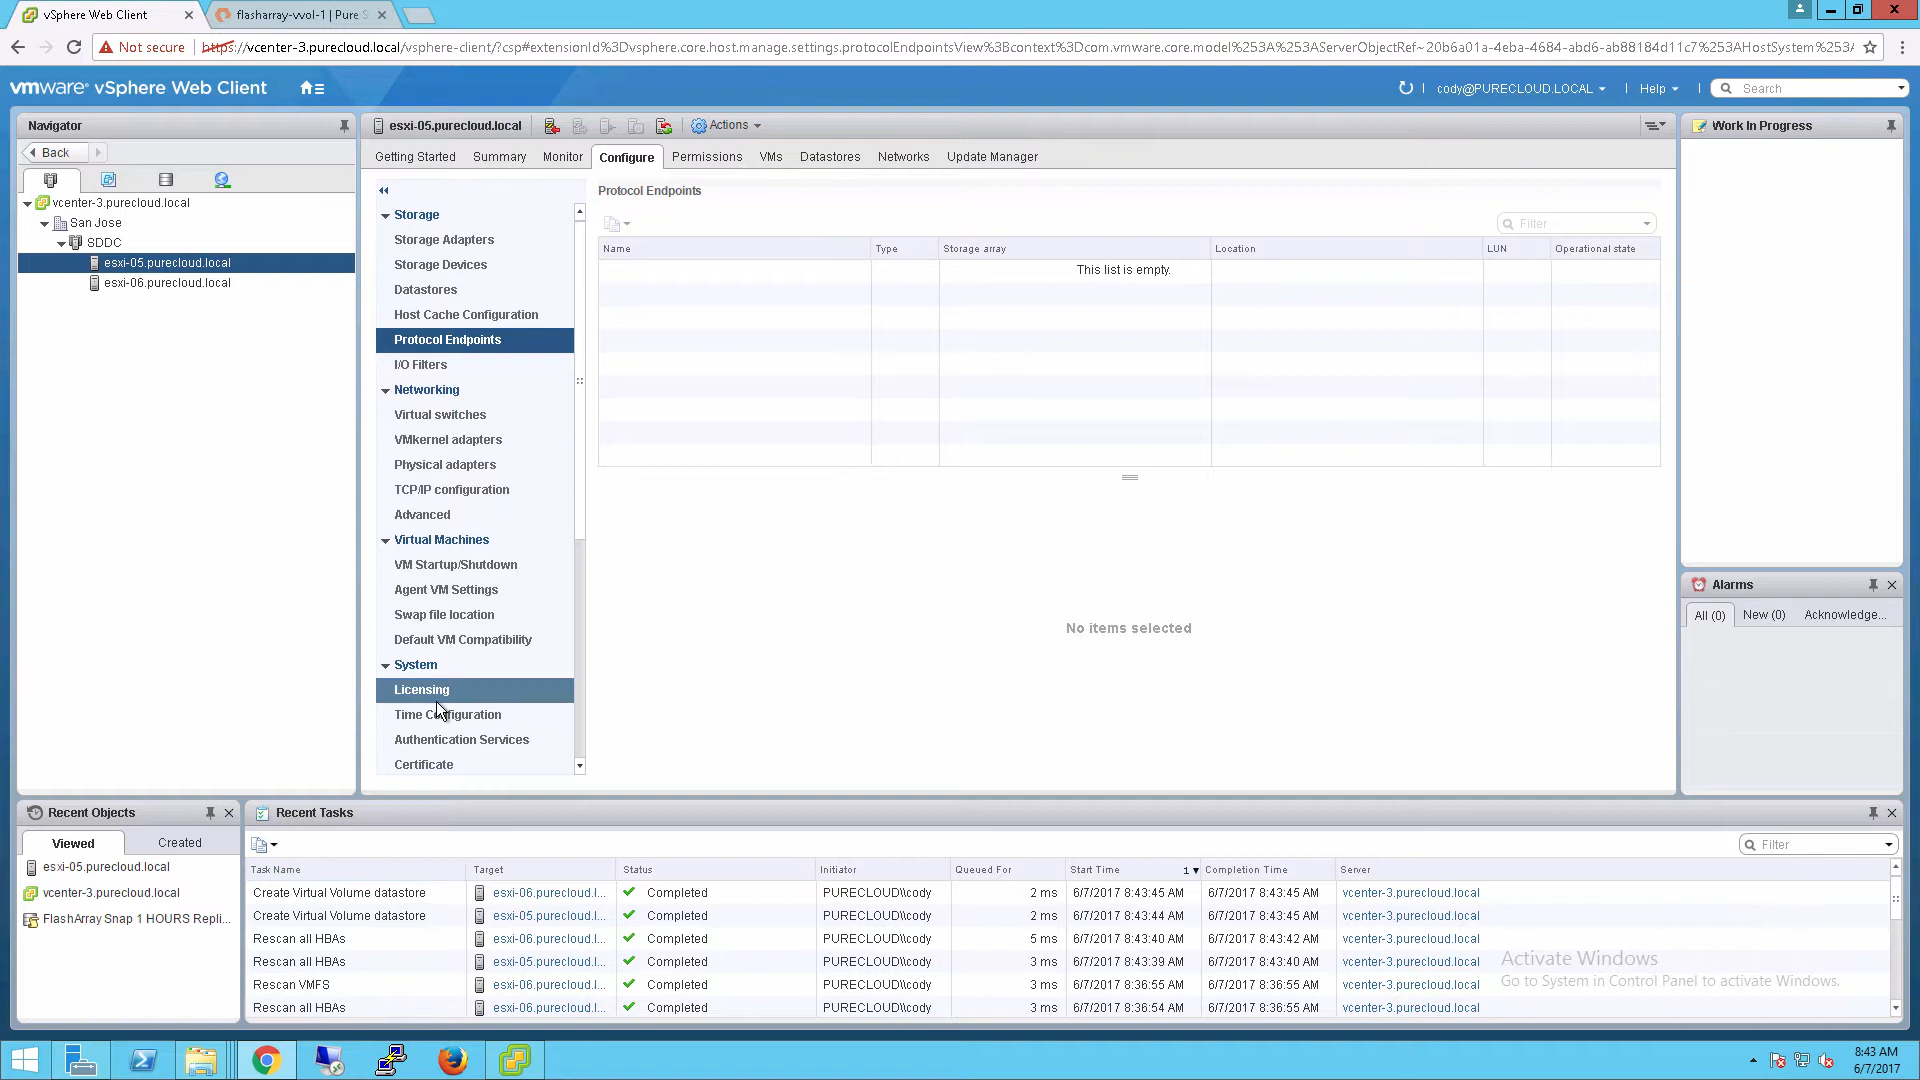 vSphere Web Client
flasharray-vvol-1 | Pure S
Not secure
https://vcenter-3.purecloud.local/vsphere-client/?csp#extensionId%3Dvsphere.core.host.manage.settings.protocolEndpointsView%3Bcontext%3Dcom.vmware.core.model%253A%253AServerObjectRef~20b6a01a-4eba-4684-abd6-ab88184d11c7%253AHostSystem%253A
vmware® vSphere Web Client
cody@PURECLOUD.LOCAL
Help
Search
Navigator
Back
vcenter-3.purecloud.local
San Jose
SDDC
esxi-05.purecloud.local
esxi-06.purecloud.local
esxi-05.purecloud.local
Actions
Getting Started Summary Monitor Configure Permissions VMs Datastores Networks Update Manager
Storage
Storage Adapters
Storage Devices
Datastores
Host Cache Configuration
Protocol Endpoints
I/O Filters
Networking
Virtual switches
VMkernel adapters
Physical adapters
TCP/IP configuration
Advanced
Virtual Machines
VM Startup/Shutdown
Agent VM Settings
Swap file location
Default VM Compatibility
System
Licensing
Time Configuration
Authentication Services
Certificate
Protocol Endpoints
Filter
Name Type Storage array Location LUN Operational state
This list is empty.
No items selected
Work In Progress
Alarms
All (0) New (0) Acknowledge...
Recent Objects
Viewed Created
esxi-05.purecloud.local
vcenter-3.purecloud.local
FlashArray Snap 1 HOURS Repli...
Recent Tasks
Filter
Task Name Target Status Initiator Queued For Start Time 1 Completion Time Server
Create Virtual Volume datastore esxi-06.purecloud.l... Completed PURECLOUD\\cody 2 ms 6/7/2017 8:43:45 AM 6/7/2017 8:43:45 AM vcenter-3.purecloud.local
Create Virtual Volume datastore esxi-05.purecloud.l... Completed PURECLOUD\\cody 2 ms 6/7/2017 8:43:44 AM 6/7/2017 8:43:45 AM vcenter-3.purecloud.local
Rescan all HBAs esxi-06.purecloud.l... Completed PURECLOUD\\cody 5 ms 6/7/2017 8:43:40 AM 6/7/2017 8:43:42 AM vcenter-3.purecloud.local
Rescan all HBAs esxi-05.purecloud.l... Completed PURECLOUD\\cody 3 ms 6/7/2017 8:43:39 AM 6/7/2017 8:43:40 AM vcenter-3.purecloud.local
Rescan VMFS esxi-06.purecloud.l... Completed PURECLOUD\\cody 3 ms 6/7/2017 8:36:55 AM 6/7/2017 8:36:55 AM vcenter-3.purecloud.local
Rescan all HBAs esxi-06.purecloud.l... Completed PURECLOUD\\cody 3 ms 6/7/2017 8:36:54 AM 6/7/2017 8:36:55 AM vcenter-3.purecloud.local
Activate Windows
Go to System in Control Panel to activate Windows.
8:43 AM
6/7/2017